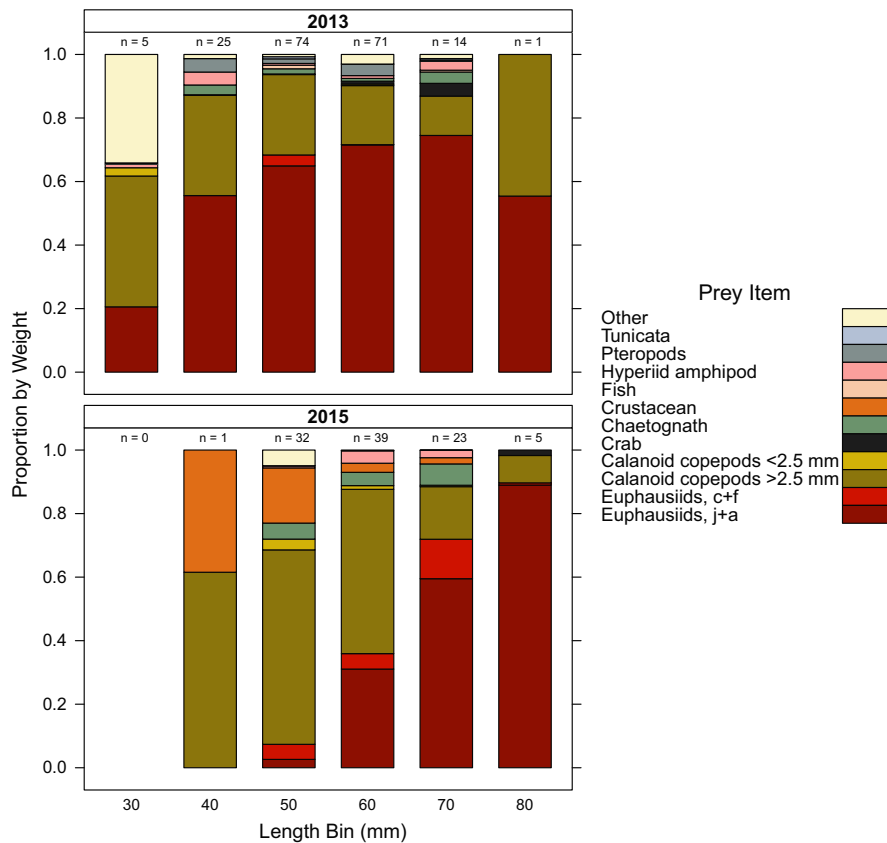 2013
n = 5 n = 25 n = 74 n = 71 n = 14 n = 1
1.0
0.8
0.6
0.4
0.2
0.0
2015
n = 0 n = 1 n = 32 n = 39 n = 23 n = 5
1.0
0.8
0.6
0.4
0.2
0.0
30 40 50 60 70 80
Length Bin (mm)
Proportion by Weight
Prey Item
Other
Tunicata
Pteropods
Hyperiid amphipod
Fish
Crustacean
Chaetognath
Crab
Calanoid copepods <2.5 mm
Calanoid copepods >2.5 mm
Euphausiids, c+f
Euphausiids, j+a